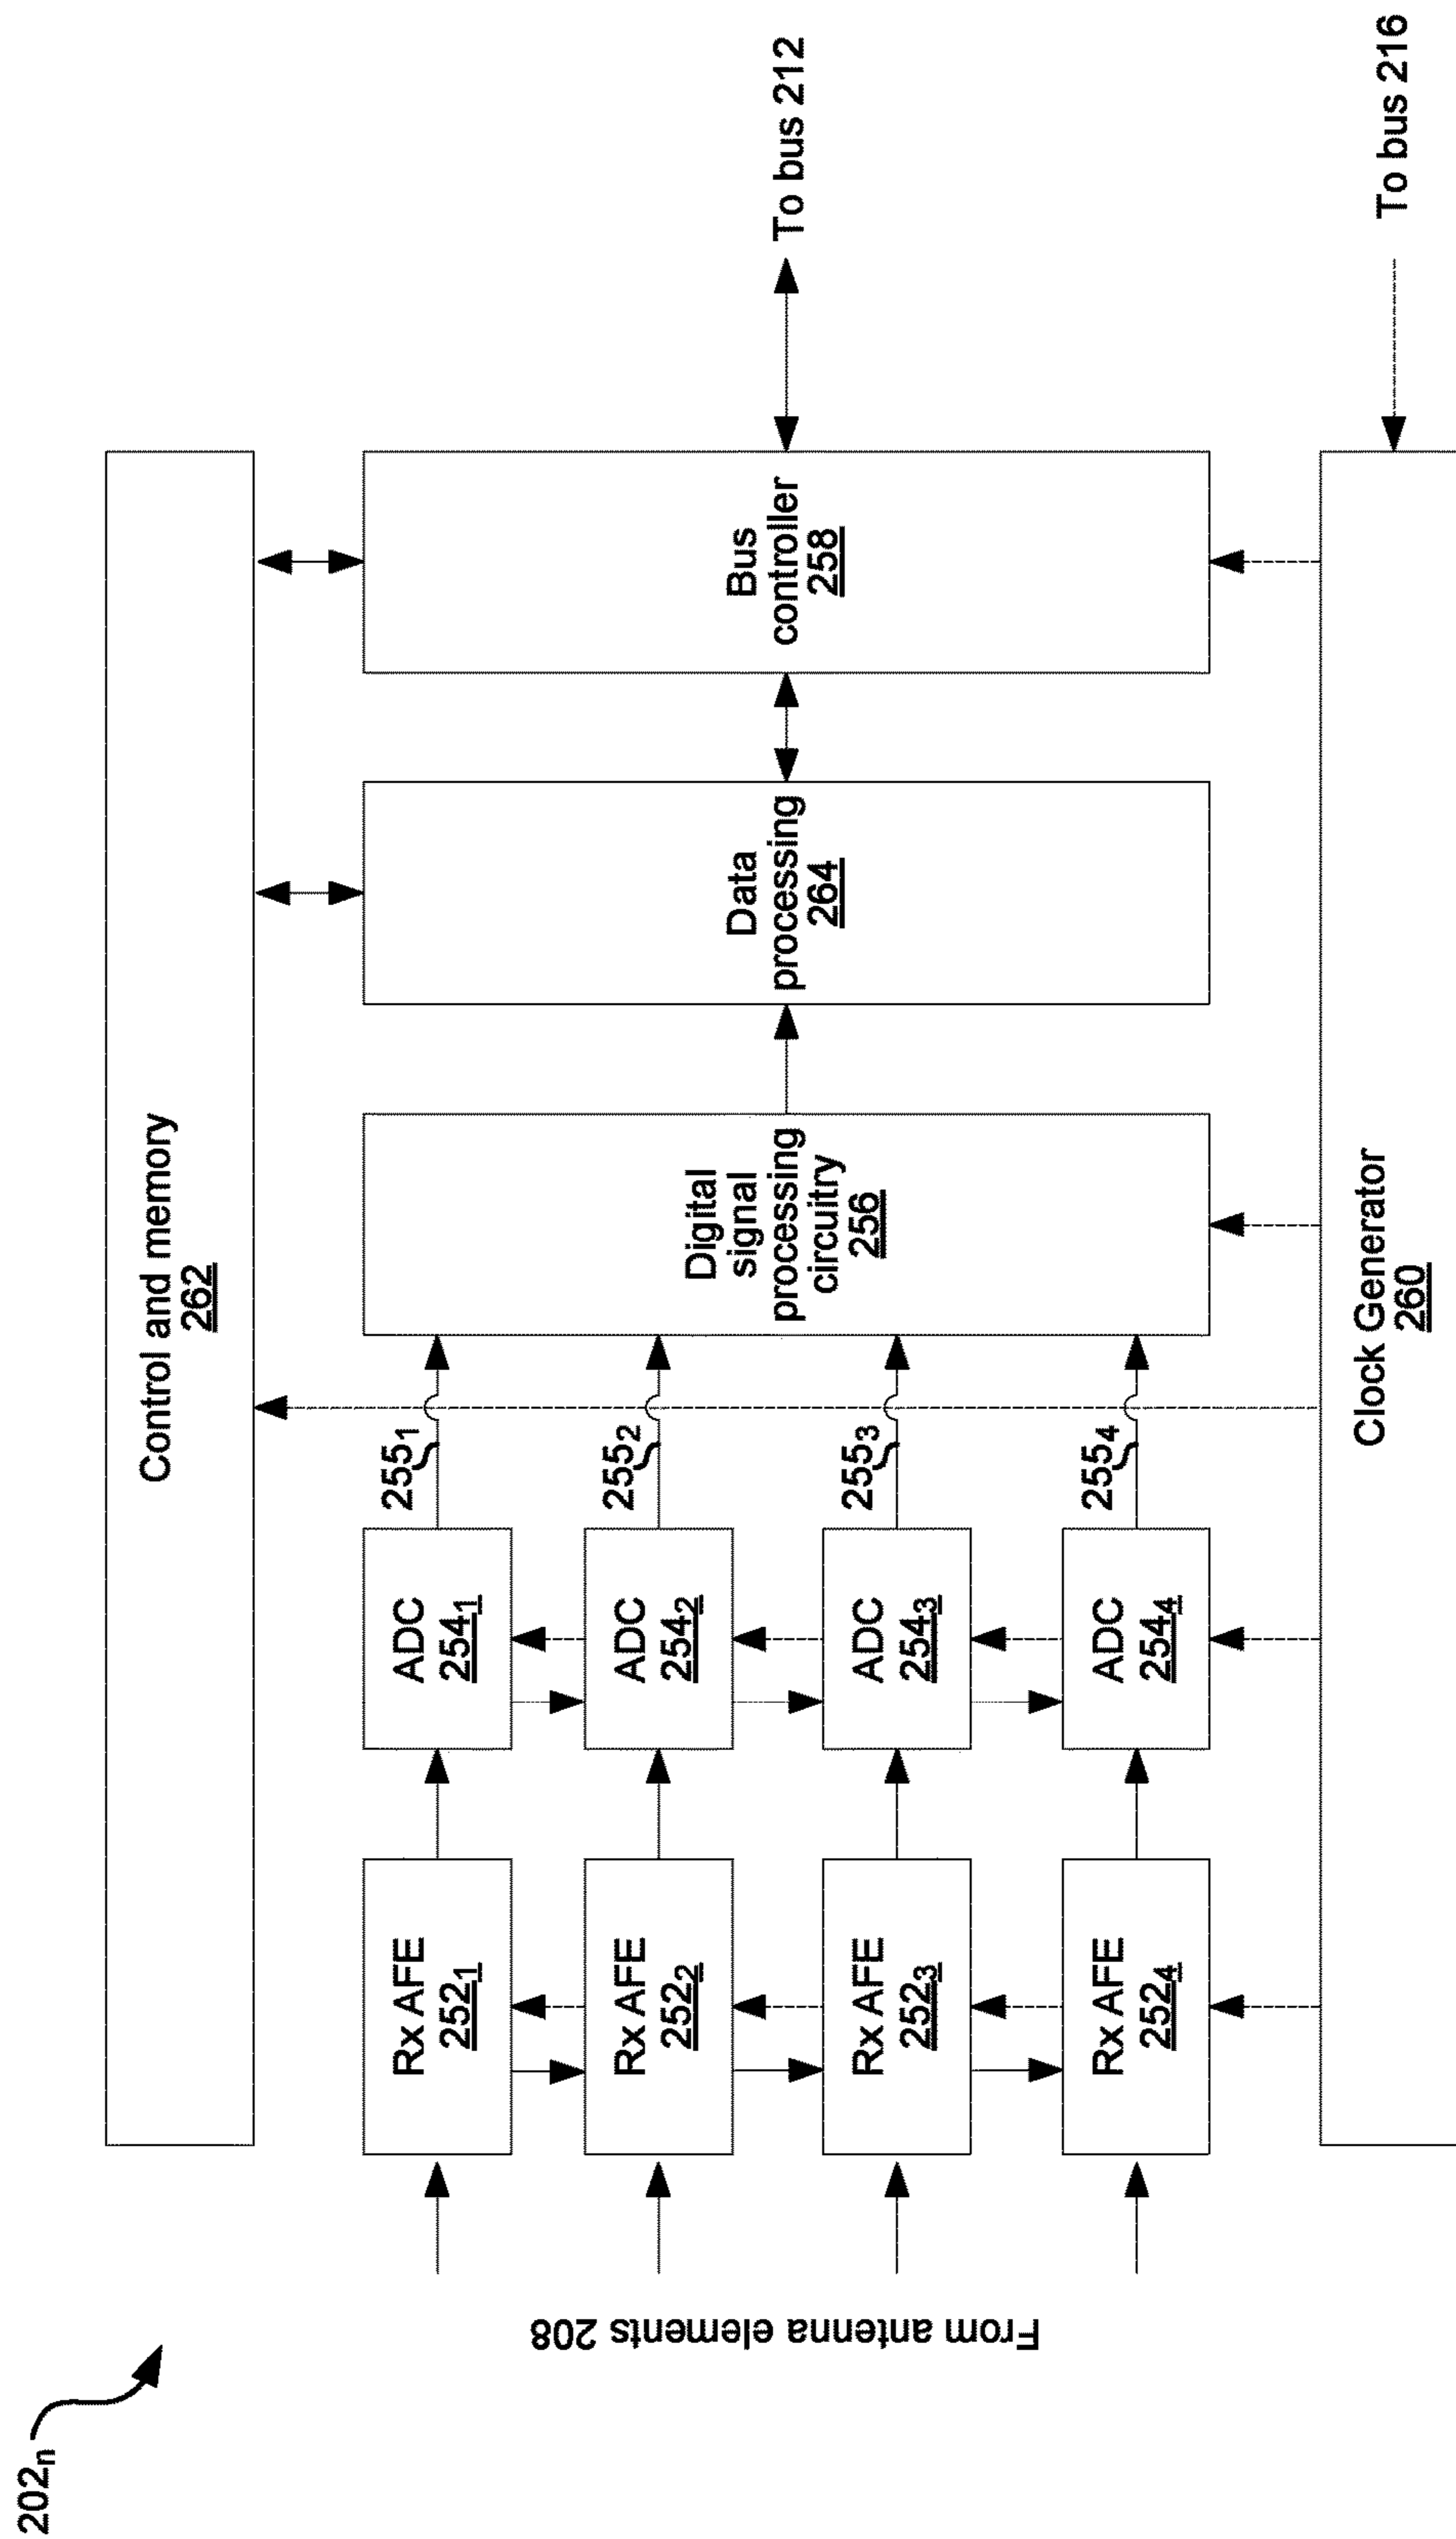 202n
Control and memory
262
From antenna elements 208
Rx AFE
252₁
ADC
254₁
255₁
Rx AFE
252₂
ADC
254₂
255₂
Rx AFE
252₃
ADC
254₃
255₃
Rx AFE
252₄
ADC
254₄
255₄
Digital
signal
processing
circuitry
256
Data
processing
264
Bus
controller
258
To bus 212
Clock Generator
260
To bus 216